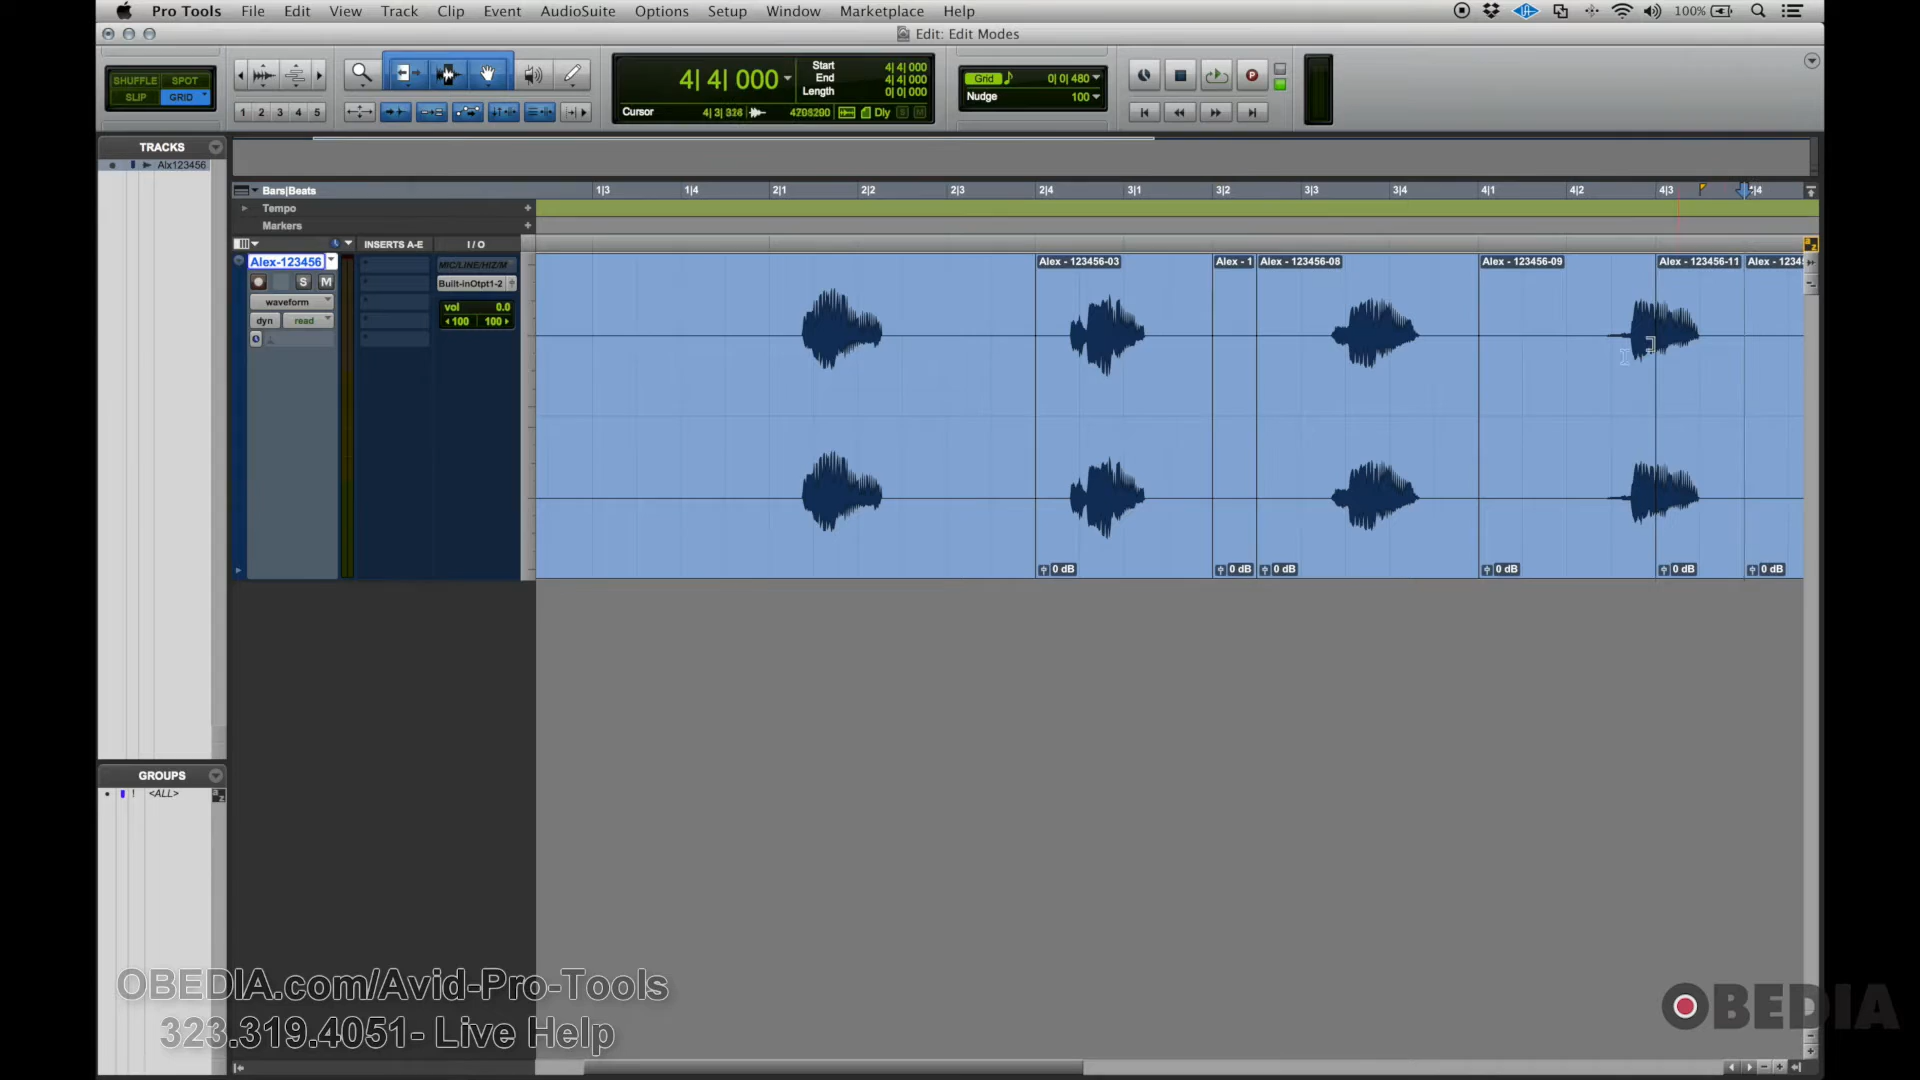 Pro Tools File Edit View Track Clip Event AudioSuite Options Setup Window Marketplace Help 100%
Edit: Edit Modes
SHUFFLE SPOT
SLIP GRID
1 2 3 4 5
4| 4| 000
Start 4| 4| 000
End 4| 4| 000
Length 0| 0| 000
Cursor 4| 3| 326 4708290 Dly S M
Grid 0| 0| 480
Nudge 100
P
TRACKS
Alx123456
Bars|Beats 1|3 1|4 2|1 2|2 2|3 2|4 3|1 3|2 3|3 3|4 4|1 4|2 4|3 |4
Tempo
Markers
INSERTS A-E I / O
Alex-123456
S M
waveform
dyn read
MIC/LINE/HIZ/M
Built-inOtpt1-2
vol 0.0
100 100
Alex - 123456-03 Alex - 1 Alex - 123456-08 Alex - 123456-09 Alex - 123456-11 Alex - 123
0 dB 0 dB 0 dB 0 dB 0 dB 0 dB
GROUPS
! <ALL>
OBEDIA.com/Avid-Pro-Tools
323.319.4051- Live Help
OBEDIA